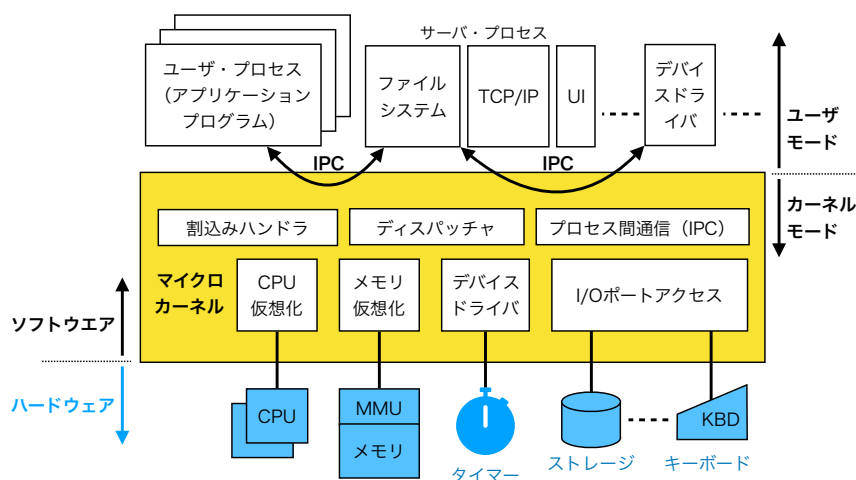 サーバ・プロセス
ユーザ・プロセス
（アプリケーション
プログラム）
ファイル
システム
TCP/IP
UI
デバイ
スドラ
イバ
ユーザ
モード
IPC
IPC
カーネル
モード
割込みハンドラ
ディスパッチャ
プロセス間通信（IPC）
マイクロ
カーネル
CPU
仮想化
メモリ
仮想化
デバイス
ドライバ
I/Oポートアクセス
ソフトウエア
ハードウェア
CPU
MMU
メモリ
タイマー
ストレージ
KBD
キーボード